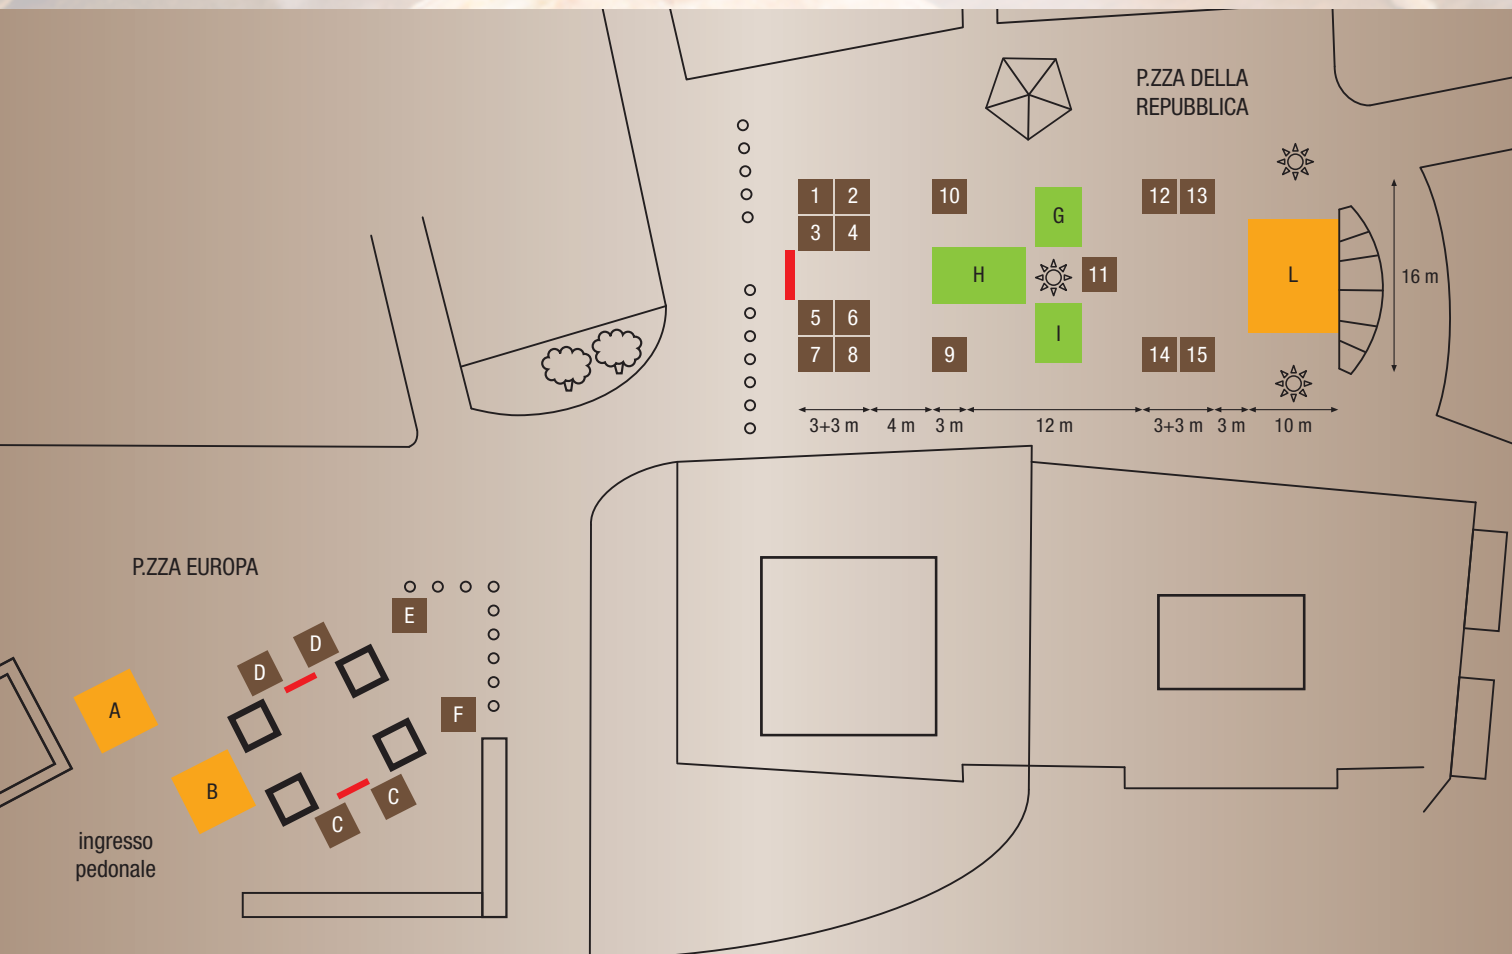 P.ZZA DELLA
REPUBBLICA
1 2 10 G 12 13
3 4
H 11 L 16 m
5 6 I
7 8 9 14 15
3+3 m 4 m 3 m 12 m 3+3 m 3 m 10 m
P.ZZA EUROPA
E
D D
A F
B C C
ingresso
pedonale